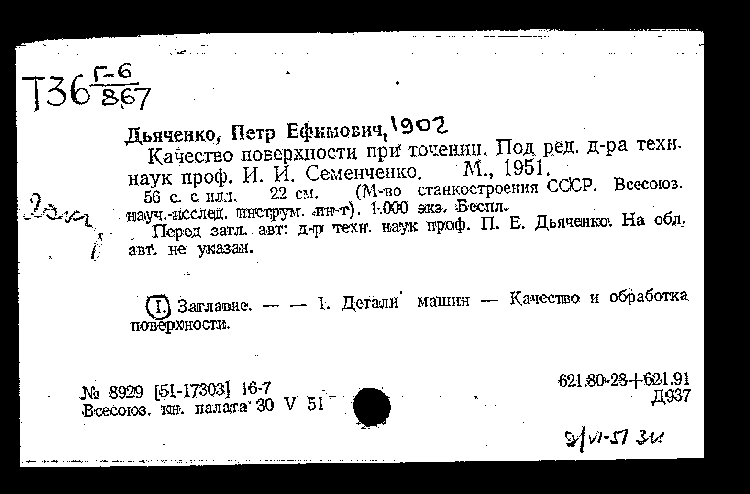 Т36 Г-6
867
Дьяченко, Петр Ефимович, 1902
Качество поверхности при точении. Под ред. д-ра техн.
наук проф. И. И. Семенченко. М., 1951.
56 с. с илл. 22 см. (М-во станкостроения СССР. Всесоюз.
науч.-исслед. инструм. ин-т). 1.000 экз. Беспл.
Перед загл. авт: д-р техн. наук проф. П. Е. Дьяченко. На обл.
авт. не указан.
I. Заглавие. — — 1. Детали машин — Качество и обработка
поверхности.
№ 8929 [51-17303] 16-7
Всесоюз. кн. палата 30 V 51
621.80-28+621.91
Д937